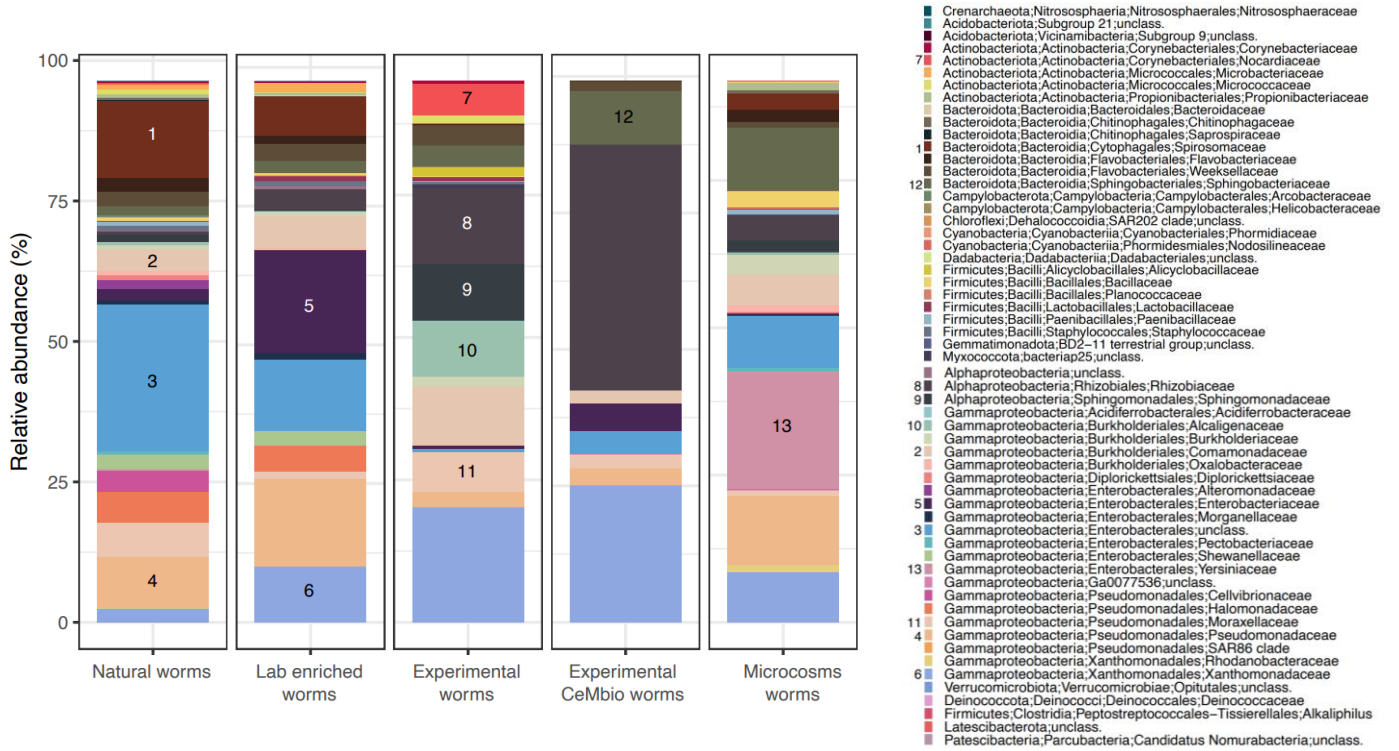 Relative abundance (%)
100
75
50
25
0
1
2
3
4
5
6
7
8
9
10
11
12
13
Natural worms
Lab enriched
worms
Experimental
worms
Experimental
CeMbio worms
Microcosms
worms
Crenarchaeota;Nitrososphaeria;Nitrososphaerales;Nitrososphaeraceae
Acidobacteriota;Subgroup 21;unclass.
Acidobacteriota;Vicinamibacteria;Subgroup 9;unclass.
Actinobacteriota;Actinobacteria;Corynebacteriales;Corynebacteriaceae
7 Actinobacteriota;Actinobacteria;Corynebacteriales;Nocardiaceae
Actinobacteriota;Actinobacteria;Micrococcales;Microbacteriaceae
Actinobacteriota;Actinobacteria;Micrococcales;Micrococcaceae
Actinobacteriota;Actinobacteria;Propionibacteriales;Propionibacteriaceae
Bacteroidota;Bacteroidia;Bacteroidales;Bacteroidaceae
Bacteroidota;Bacteroidia;Chitinophagales;Chitinophagaceae
Bacteroidota;Bacteroidia;Chitinophagales;Saprospiraceae
1 Bacteroidota;Bacteroidia;Cytophagales;Spirosomaceae
Bacteroidota;Bacteroidia;Flavobacteriales;Flavobacteriaceae
Bacteroidota;Bacteroidia;Flavobacteriales;Weeksellaceae
12 Bacteroidota;Bacteroidia;Sphingobacteriales;Sphingobacteriaceae
Campylobacterota;Campylobacteria;Campylobacterales;Arcobacteraceae
Campylobacterota;Campylobacteria;Campylobacterales;Helicobacteraceae
Chloroflexi;Dehalococcoidia;SAR202 clade;unclass.
Cyanobacteria;Cyanobacteriia;Cyanobacteriales;Phormidiaceae
Cyanobacteria;Cyanobacteriia;Phormidesmiales;Nodosilineaceae
Dadabacteria;Dadabacteriia;Dadabacteriales;unclass.
Firmicutes;Bacilli;Alicyclobacillales;Alicyclobacillaceae
Firmicutes;Bacilli;Bacillales;Bacillaceae
Firmicutes;Bacilli;Bacillales;Planococcaceae
Firmicutes;Bacilli;Lactobacillales;Lactobacillaceae
Firmicutes;Bacilli;Paenibacillales;Paenibacillaceae
Firmicutes;Bacilli;Staphylococcales;Staphylococcaceae
Gemmatimonadota;BD2−11 terrestrial group;unclass.
Myxococcota;bacteriap25;unclass.
Alphaproteobacteria;unclass.
8 Alphaproteobacteria;Rhizobiales;Rhizobiaceae
9 Alphaproteobacteria;Sphingomonadales;Sphingomonadaceae
Gammaproteobacteria;Acidiferrobacterales;Acidiferrobacteraceae
10 Gammaproteobacteria;Burkholderiales;Alcaligenaceae
Gammaproteobacteria;Burkholderiales;Burkholderiaceae
2 Gammaproteobacteria;Burkholderiales;Comamonadaceae
Gammaproteobacteria;Burkholderiales;Oxalobacteraceae
Gammaproteobacteria;Diplorickettsiales;Diplorickettsiaceae
Gammaproteobacteria;Enterobacterales;Alteromonadaceae
5 Gammaproteobacteria;Enterobacterales;Enterobacteriaceae
Gammaproteobacteria;Enterobacterales;Morganellaceae
3 Gammaproteobacteria;Enterobacterales;unclass.
Gammaproteobacteria;Enterobacterales;Pectobacteriaceae
Gammaproteobacteria;Enterobacterales;Shewanellaceae
13 Gammaproteobacteria;Enterobacterales;Yersiniaceae
Gammaproteobacteria;Ga0077536;unclass.
Gammaproteobacteria;Pseudomonadales;Cellvibrionaceae
Gammaproteobacteria;Pseudomonadales;Halomonadaceae
11 Gammaproteobacteria;Pseudomonadales;Moraxellaceae
4 Gammaproteobacteria;Pseudomonadales;Pseudomonadaceae
Gammaproteobacteria;Pseudomonadales;SAR86 clade
Gammaproteobacteria;Xanthomonadales;Rhodanobacteraceae
6 Gammaproteobacteria;Xanthomonadales;Xanthomonadaceae
Verrucomicrobiota;Verrucomicrobiae;Opitutales;unclass.
Deinococcota;Deinococci;Deinococcales;Deinococcaceae
Firmicutes;Clostridia;Peptostreptococcales−Tissierellales;Alkaliphilus
Latescibacterota;unclass.
Patescibacteria;Parcubacteria;Candidatus Nomurabacteria;unclass.